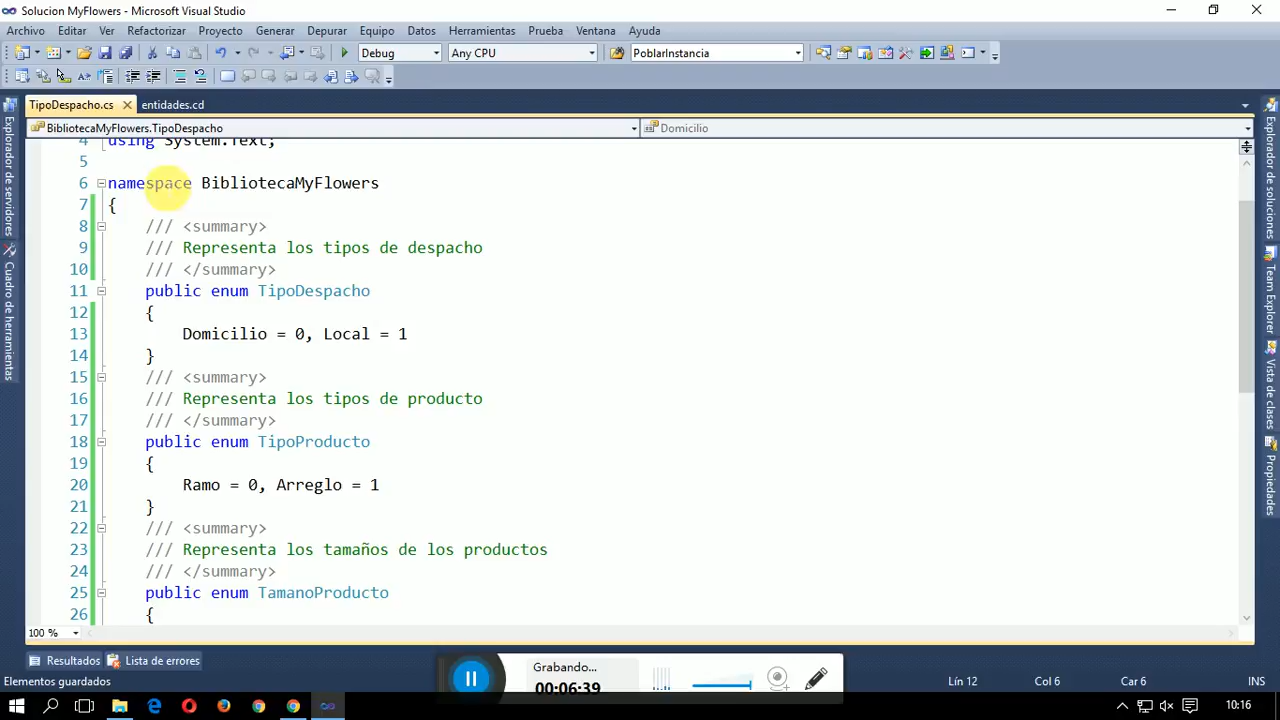 Solucion MyFlowers - Microsoft Visual Studio
Archivo Editar Ver Refactorizar Proyecto Generar Depurar Equipo Datos Herramientas Prueba Ventana Ayuda
Debug Any CPU PoblarInstancia
TipoDespacho.cs entidades.cd
BibliotecaMyFlowers.TipoDespacho Domicilio
4 using System.Text;
5
6 namespace BibliotecaMyFlowers
7 {
8 /// <summary>
9 /// Representa los tipos de despacho
10 /// </summary>
11 public enum TipoDespacho
12 {
13 Domicilio = 0, Local = 1
14 }
15 /// <summary>
16 /// Representa los tipos de producto
17 /// </summary>
18 public enum TipoProducto
19 {
20 Ramo = 0, Arreglo = 1
21 }
22 /// <summary>
23 /// Representa los tamaños de los productos
24 /// </summary>
25 public enum TamanoProducto
26 {
100 %
Explorador de servidores
Cuadro de herramientas
Explorador de soluciones
Team Explorer
Vista de clases
Propiedades
Resultados Lista de errores
Grabando...
00:06:39
Elementos guardados Lín 12 Col 6 Car 6 INS
10:16